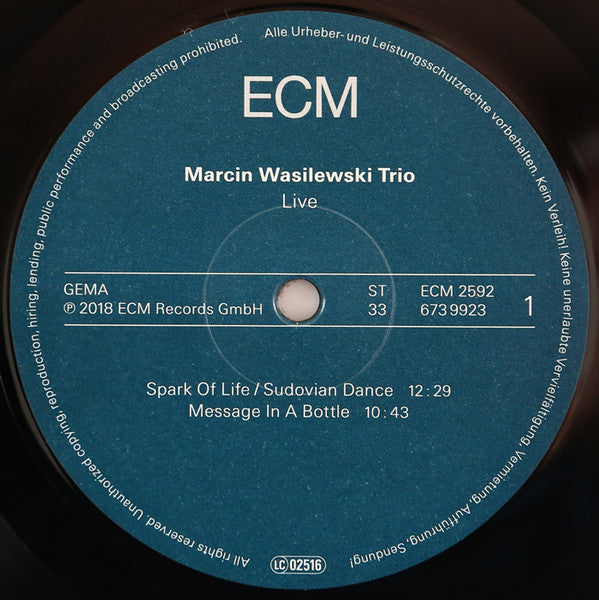 ECM
Marcin Wasilewski Trio
Live
GEMA
℗ 2018 ECM Records GmbH
ST
33
ECM 2592
673 9923
1
Spark Of Life / Sudovian Dance 12:29
Message In A Bottle 10:43
LC 02516
Alle Urheber- und Leistungsschutzrechte vorbehalten. Kein Verleih! Keine unerlaubte Vervielfältigung, Vermietung, Aufführung, Sendung!
All rights reserved. Unauthorized copying, reproduction, hiring, lending, public performance and broadcasting prohibited.